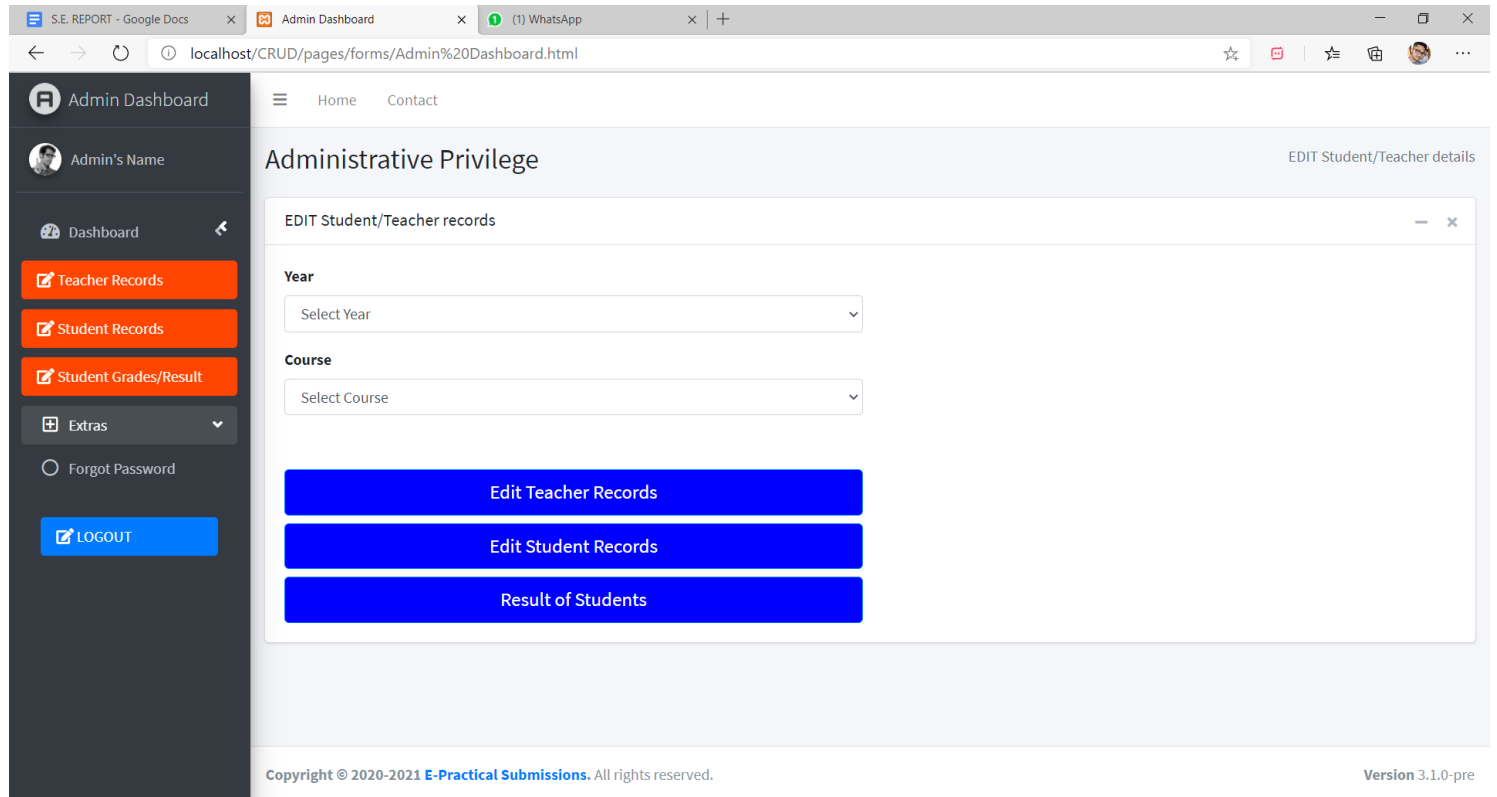 S.E. REPORT - Google Docs
Admin Dashboard
(1) WhatsApp
localhost/CRUD/pages/forms/Admin%20Dashboard.html
Admin Dashboard
Home Contact
Admin's Name
Administrative Privilege
EDIT Student/Teacher details
Dashboard
Teacher Records
Student Records
Student Grades/Result
Extras
Forgot Password
LOGOUT
EDIT Student/Teacher records
Year
Select Year
Course
Select Course
Edit Teacher Records
Edit Student Records
Result of Students
Copyright © 2020-2021 E-Practical Submissions. All rights reserved.
Version 3.1.0-pre